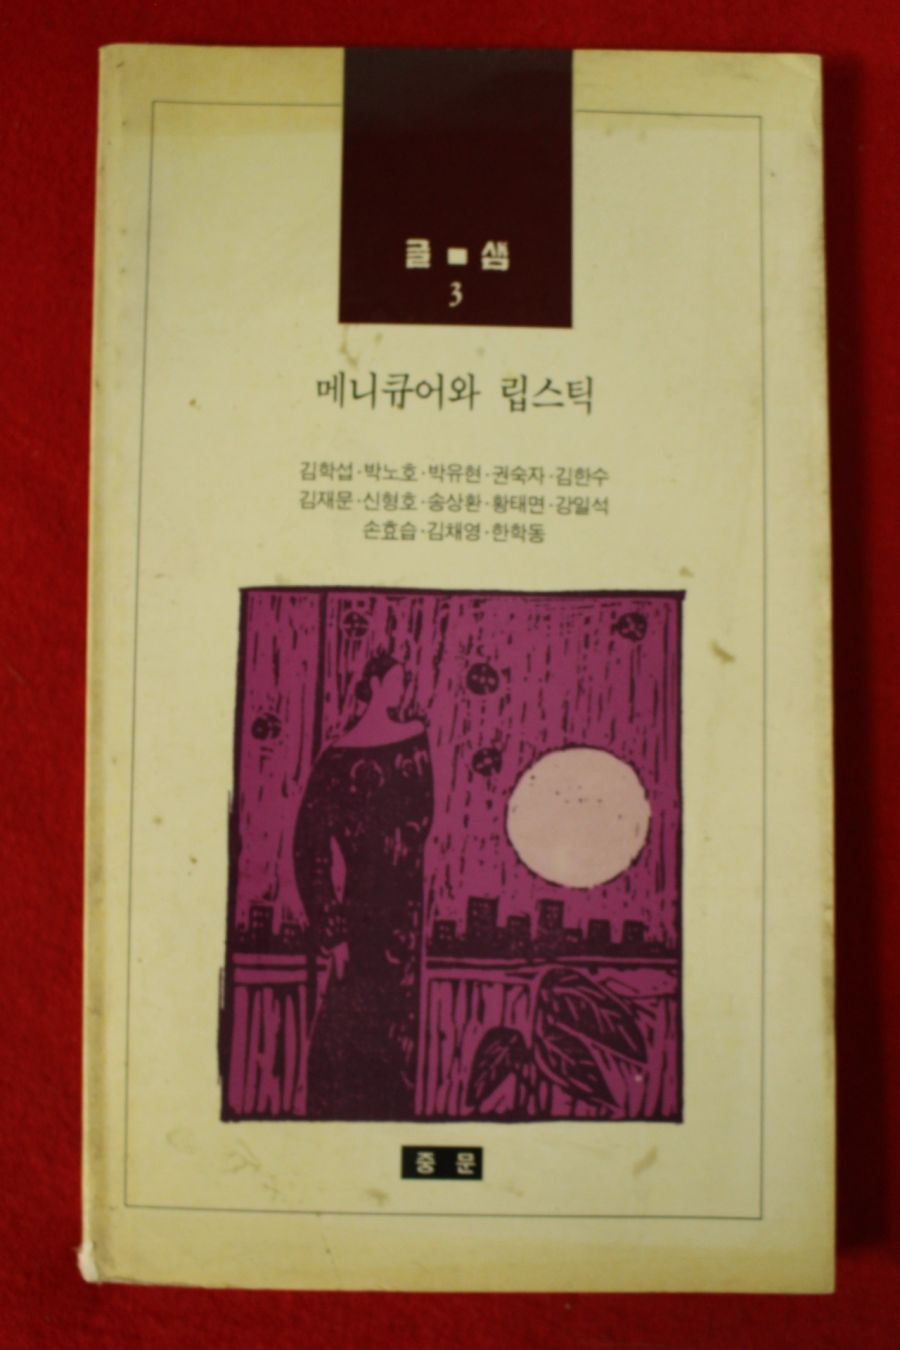 글 ■ 샘
3
메니큐어와 립스틱
김학섭·박노호·박유현·권숙자·김한수
김재문·신형호·송상환·황태면·강일석
손효습·김채영·한학동
중 문